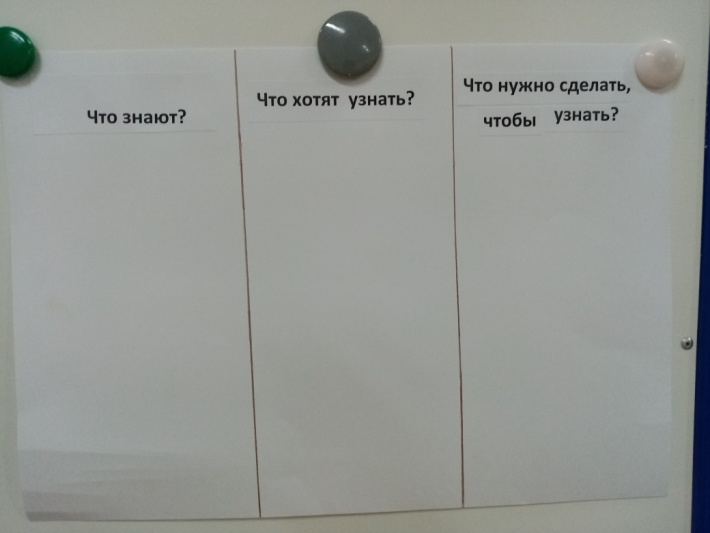 Что знают?
Что хотят узнать?
Что нужно сделать,
чтобы узнать?